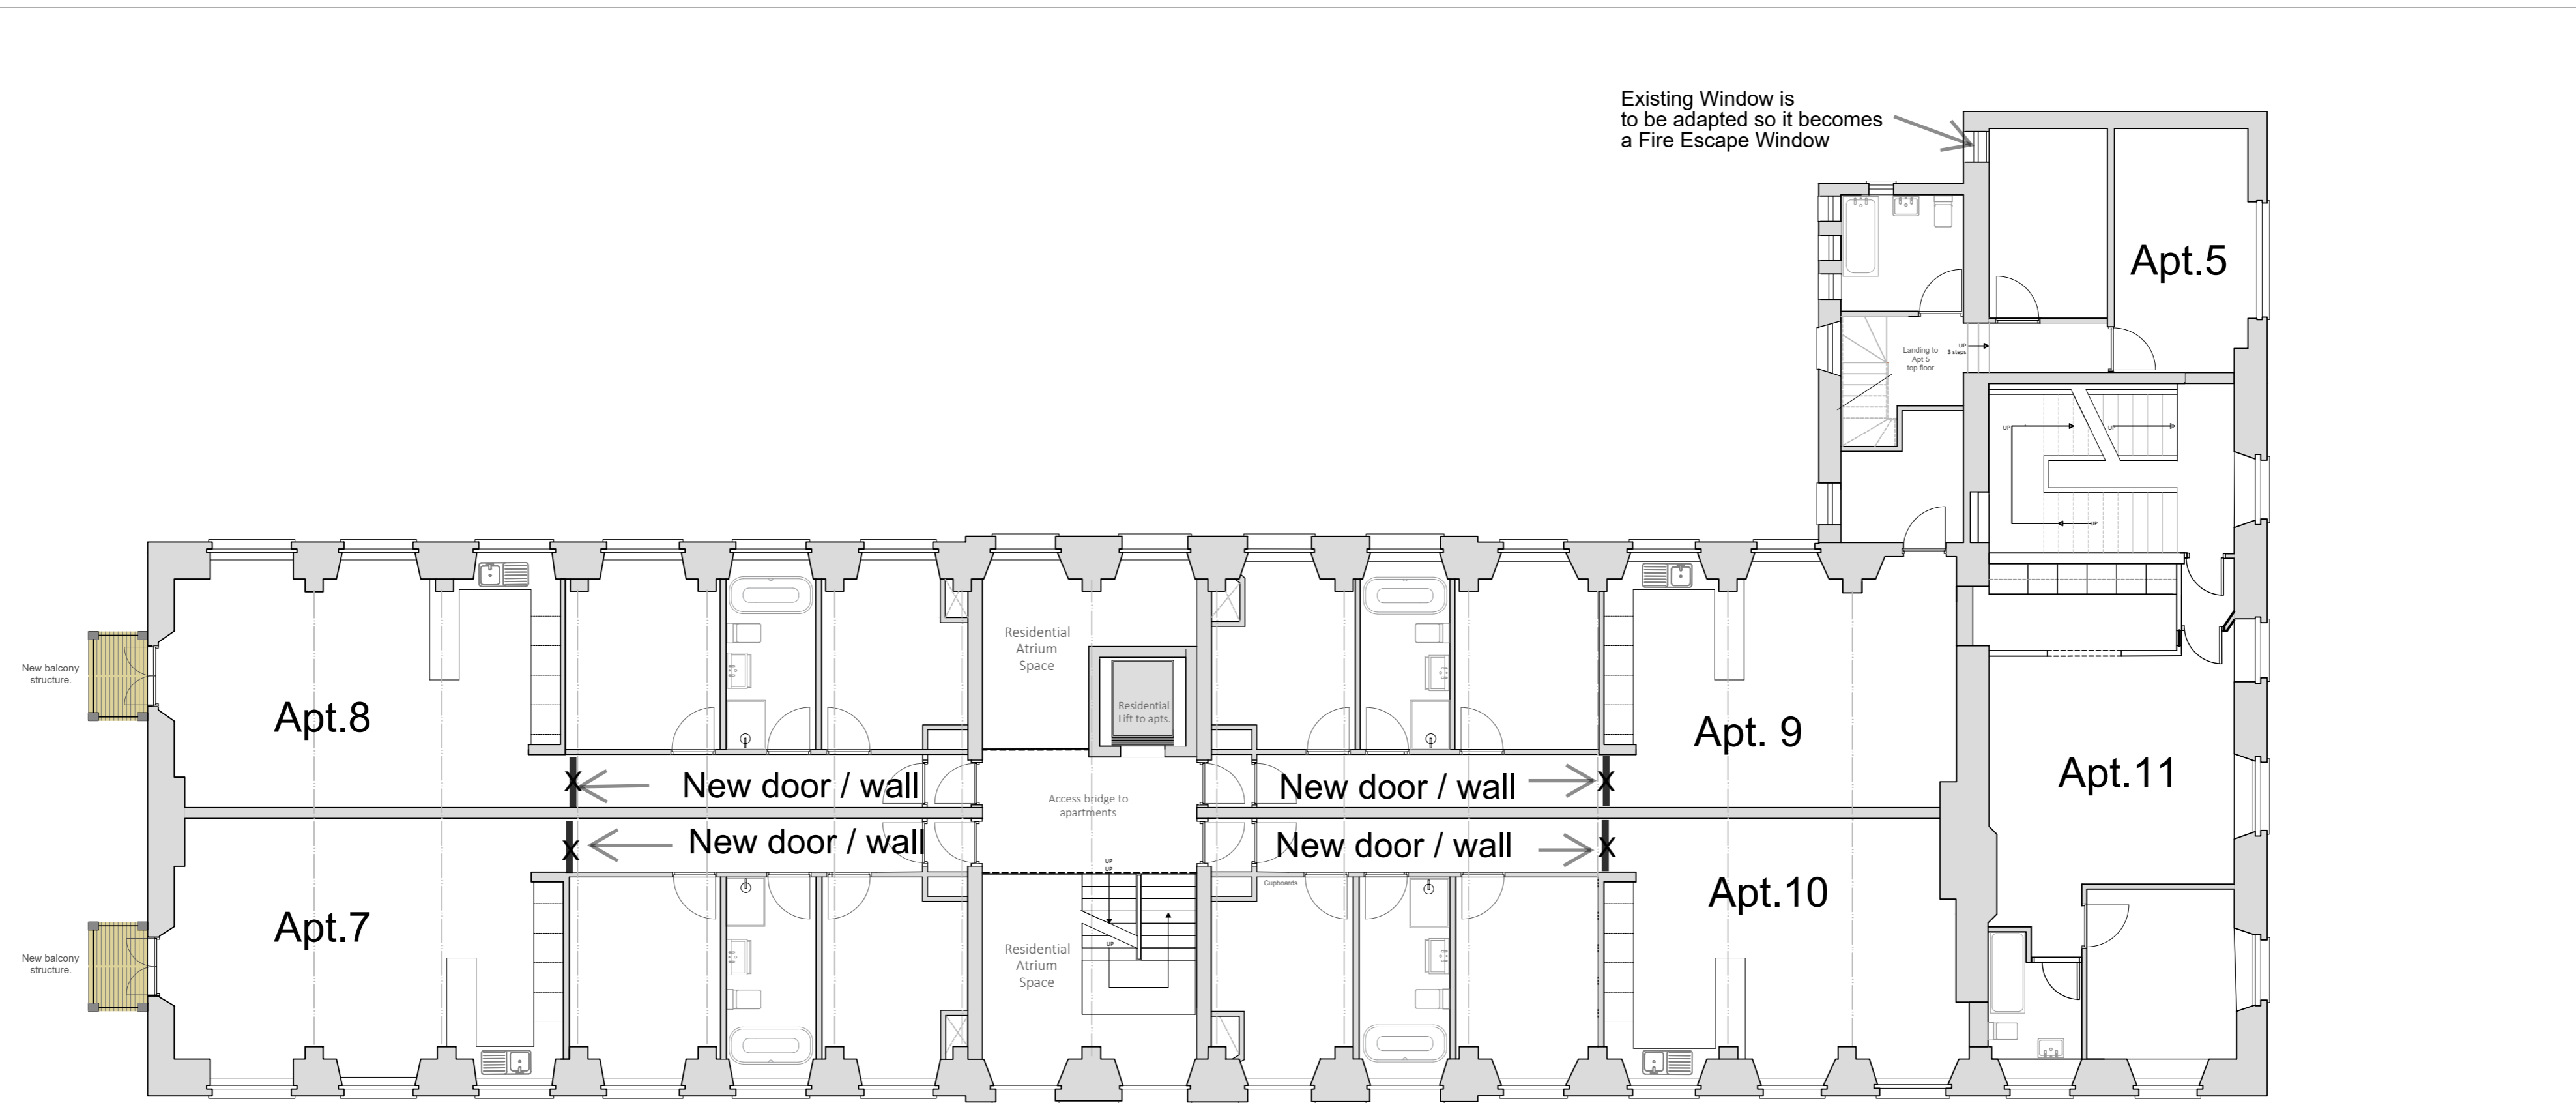 Existing Window is
to be adapted so it becomes
a Fire Escape Window
Apt.5
Landing to
Apt 5
top floor
UP
3 steps
UP
UP
UP
Residential
Atrium
Space
Residential
Lift to apts.
New balcony
structure.
Apt.8
Apt. 9
Apt.11
X
New door / wall
New door / wall
X
Access bridge to
apartments
X
New door / wall
New door / wall
X
UP
UP
Cupboards
Apt.10
Apt.7
UP
Residential
Atrium
Space
New balcony
structure.